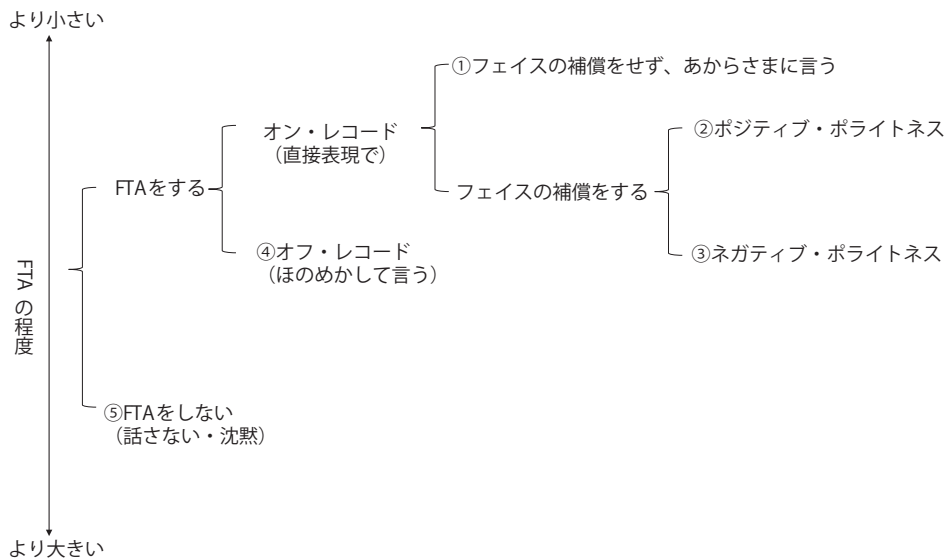 より小さい
①フェイスの補償をせず、あからさまに言う
オン・レコード
（直接表現で）
②ポジティブ・ポライトネス
FTAをする
フェイスの補償をする
④オフ・レコード
（ほのめかして言う）
③ネガティブ・ポライトネス
FTAの程度
⑤FTAをしない
（話さない・沈黙）
より大きい